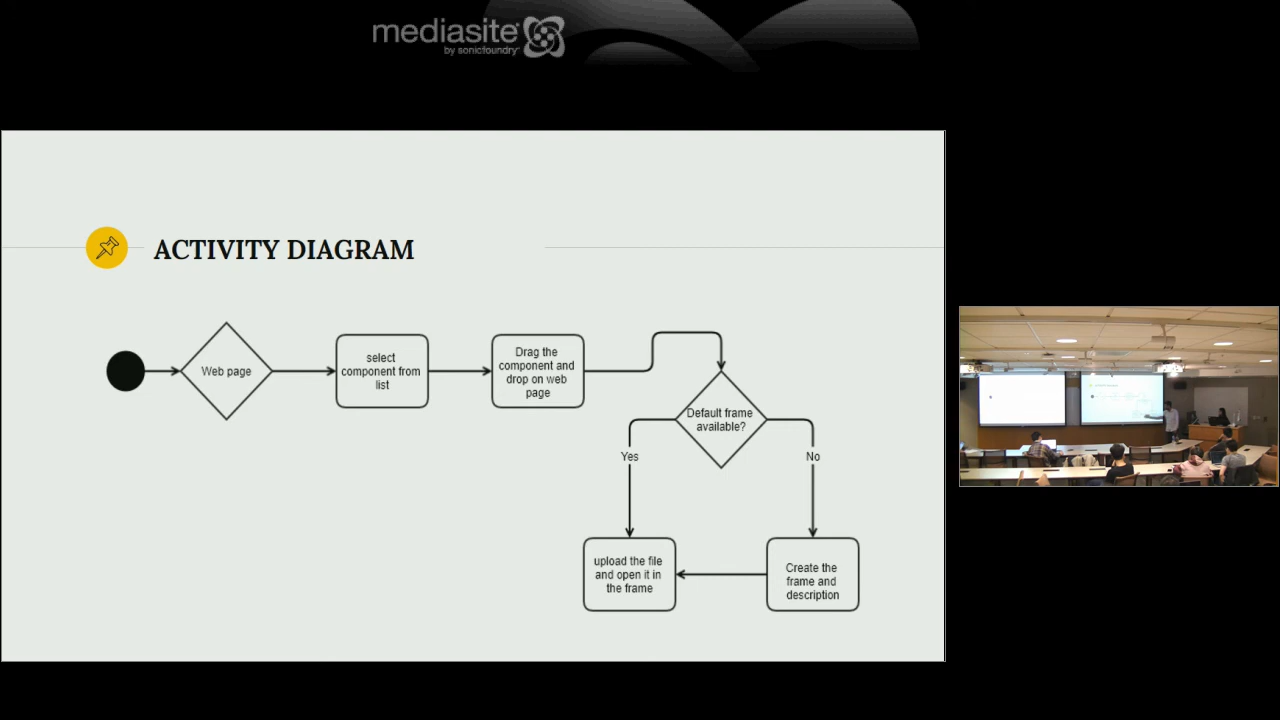 mediasite
by sonicfoundry
ACTIVITY DIAGRAM
Web page
select
component from
list
Drag the
component and
drop on web
page
Default frame
available?
Yes
No
upload the file
and open it in
the frame
Create the
frame and
description